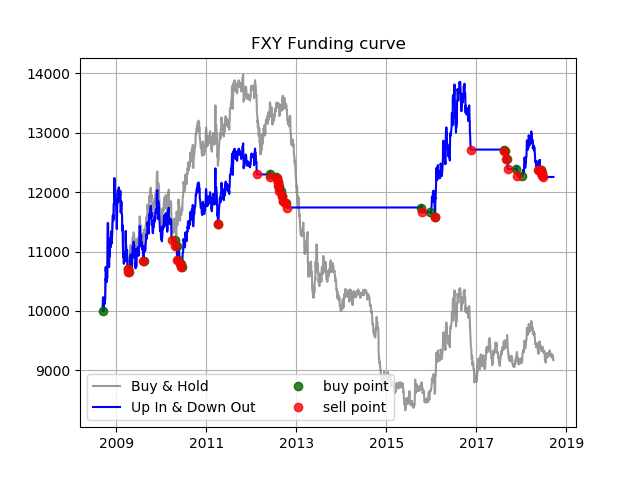 FXY Funding curve
14000
13000
12000
11000
10000
9000
Buy & Hold
Up In & Down Out
buy point
sell point
2009 2011 2013 2015 2017 2019